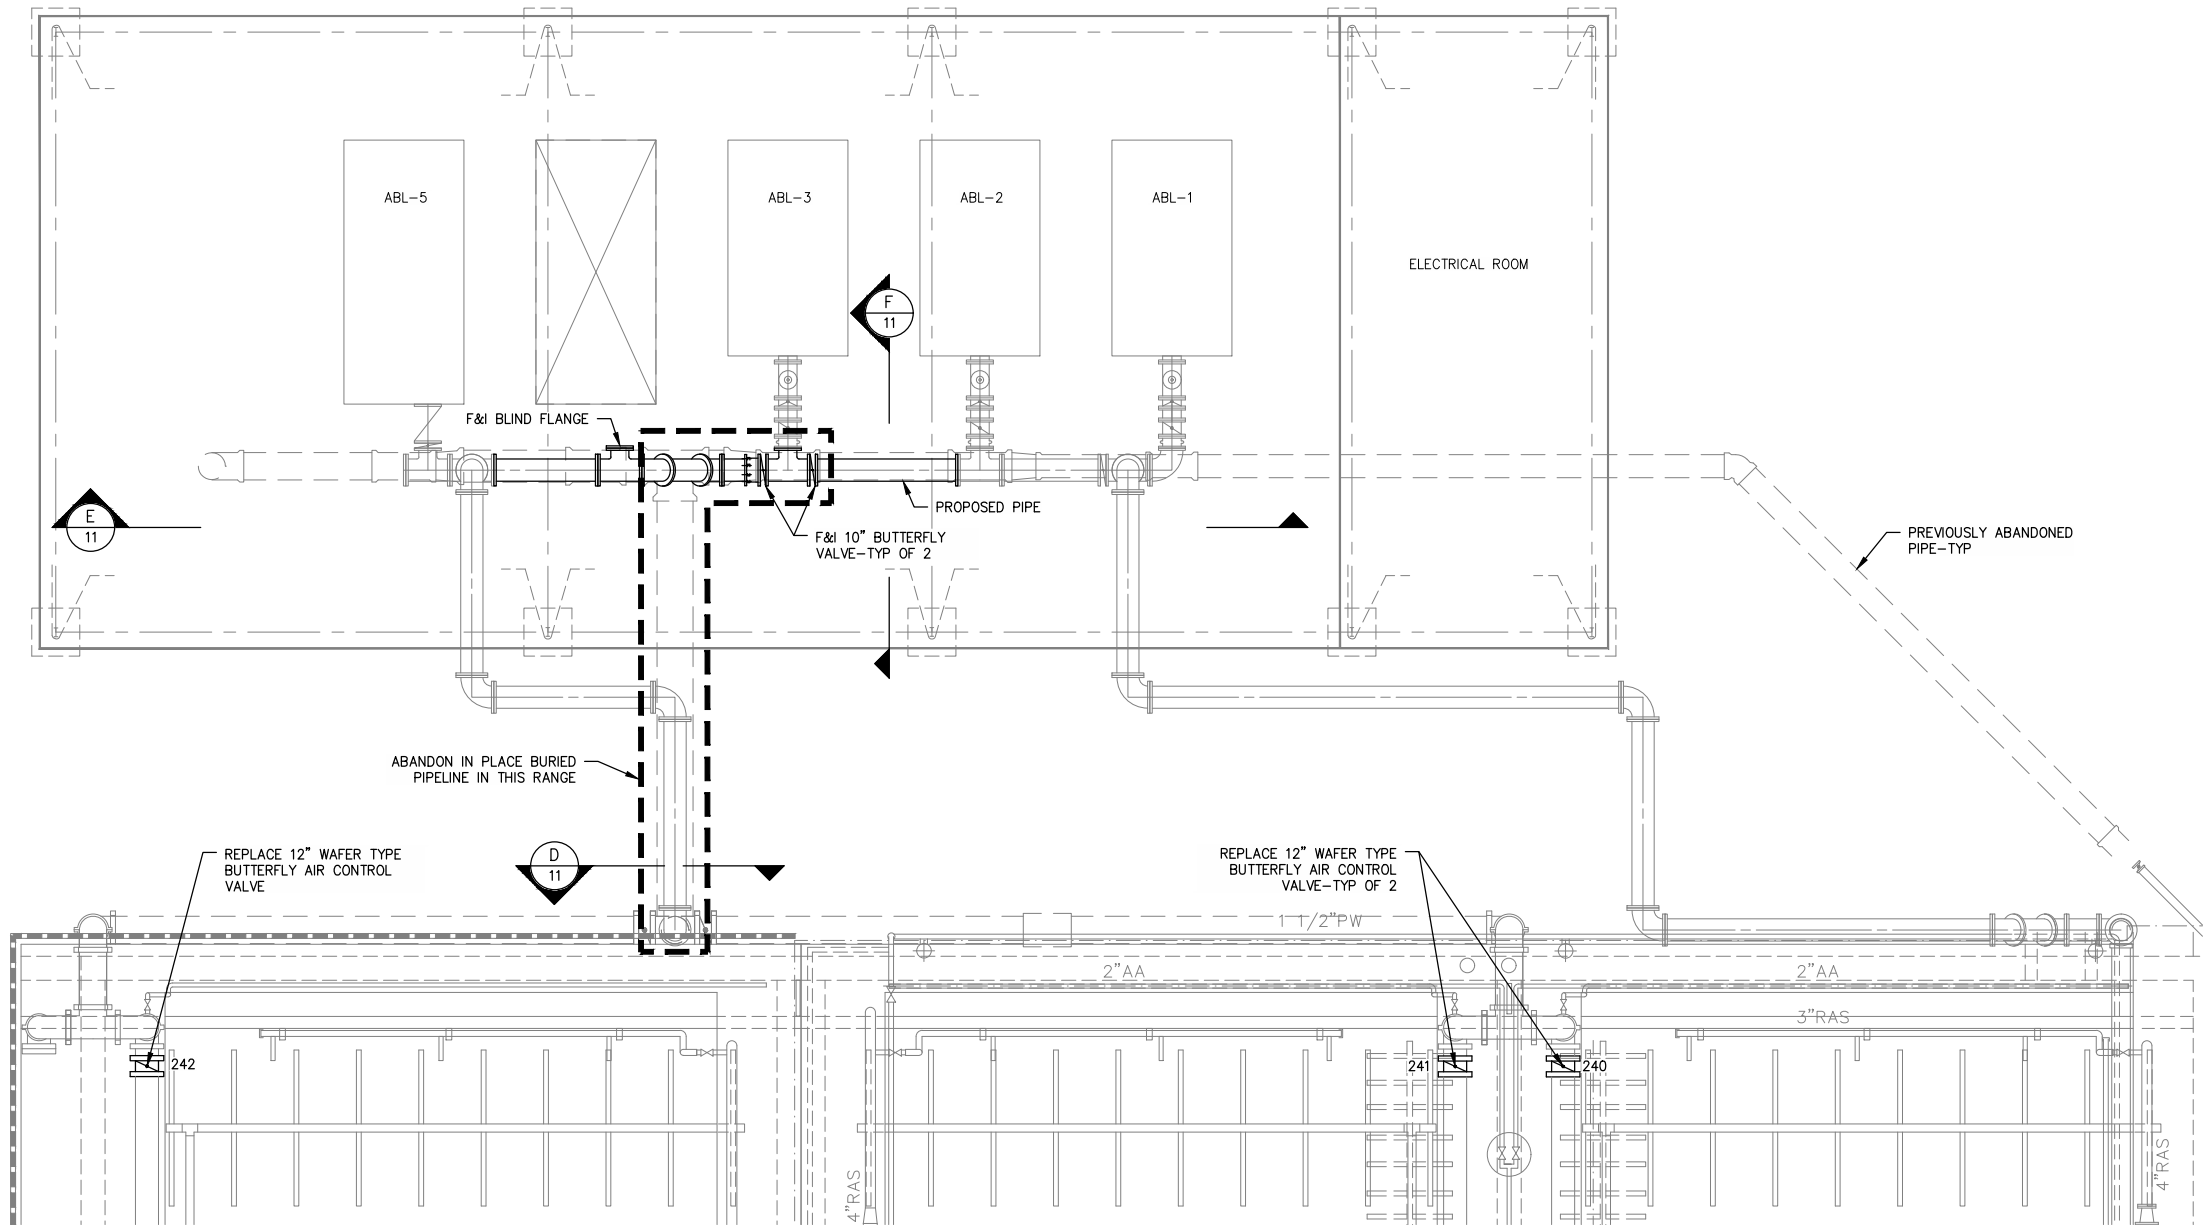 ABL-5
ABL-3
ABL-2
ABL-1
ELECTRICAL ROOM
F
11
F&I BLIND FLANGE
PROPOSED PIPE
E
11
F&I 10" BUTTERFLY
VALVE-TYP OF 2
PREVIOUSLY ABANDONED
PIPE-TYP
ABANDON IN PLACE BURIED
PIPELINE IN THIS RANGE
D
11
REPLACE 12" WAFER TYPE
BUTTERFLY AIR CONTROL
VALVE
REPLACE 12" WAFER TYPE
BUTTERFLY AIR CONTROL
VALVE-TYP OF 2
1 1/2"PW
2"AA
2"AA
3"RAS
242
241
240
4"RAS
4"RAS